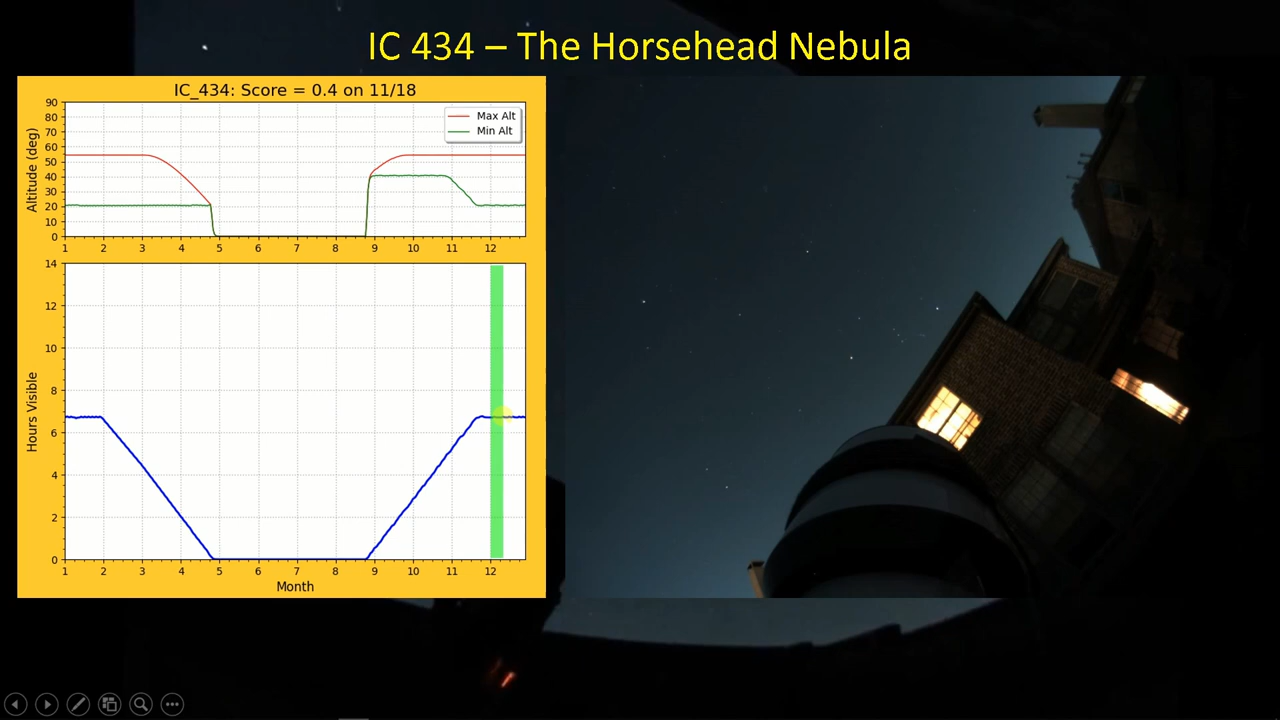 IC 434 – The Horsehead Nebula
IC_434: Score = 0.4 on 11/18
90
80
70
60
50
40
30
20
10
0
Altitude (deg)
Max Alt
Min Alt
1 2 3 4 5 6 7 8 9 10 11 12
14
12
10
8
6
4
2
0
Hours Visible
1 2 3 4 5 6 7 8 9 10 11 12
Month